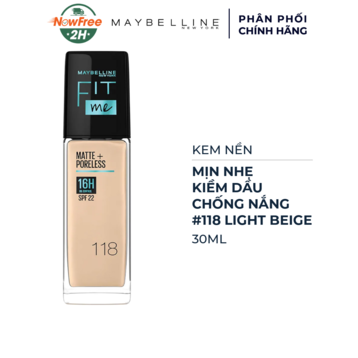 NowFree
2H
MAYBELLINE
NEW YORK
PHÂN PHỐI
CHÍNH HÃNG
MAYBELLINE
NEW YORK
FIT
me
MATTE +
PORELESS
16H
SPF 22
118
KEM NỀN
MỊN NHẸ
KIỀM DẦU
CHỐNG NẮNG
#118 LIGHT BEIGE
30ML